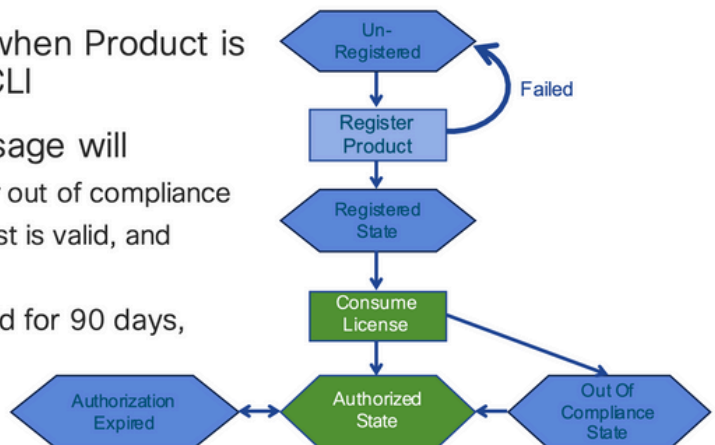 when Product is
CLI
sage will
out of compliance
st is valid, and
d for 90 days,
Un-
Registered
Failed
Register
Product
Registered
State
Consume
License
Authorization
Expired
Authorized
State
Out Of
Compliance
State